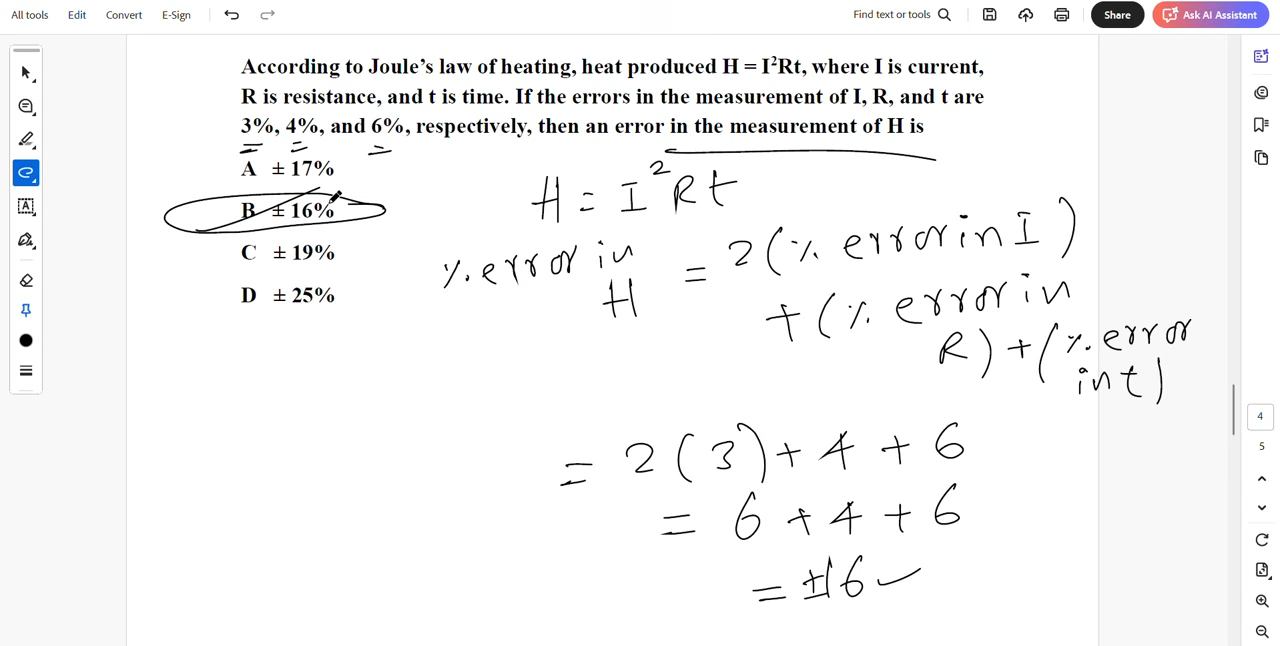 All tools Edit Convert E-Sign Find text or tools Share Ask AI Assistant
According to Joule's law of heating, heat produced H = I²Rt, where I is current,
R is resistance, and t is time. If the errors in the measurement of I, R, and t are
3%, 4%, and 6%, respectively, then an error in the measurement of H is
A ± 17%
B ± 16%
C ± 19%
D ± 25%
H = I²Rt
% error in H = 2(% error in I)
+ (% error in
R) + (% error
in t)
= 2(3) + 4 + 6
= 6 + 4 + 6
= ±16
4
5